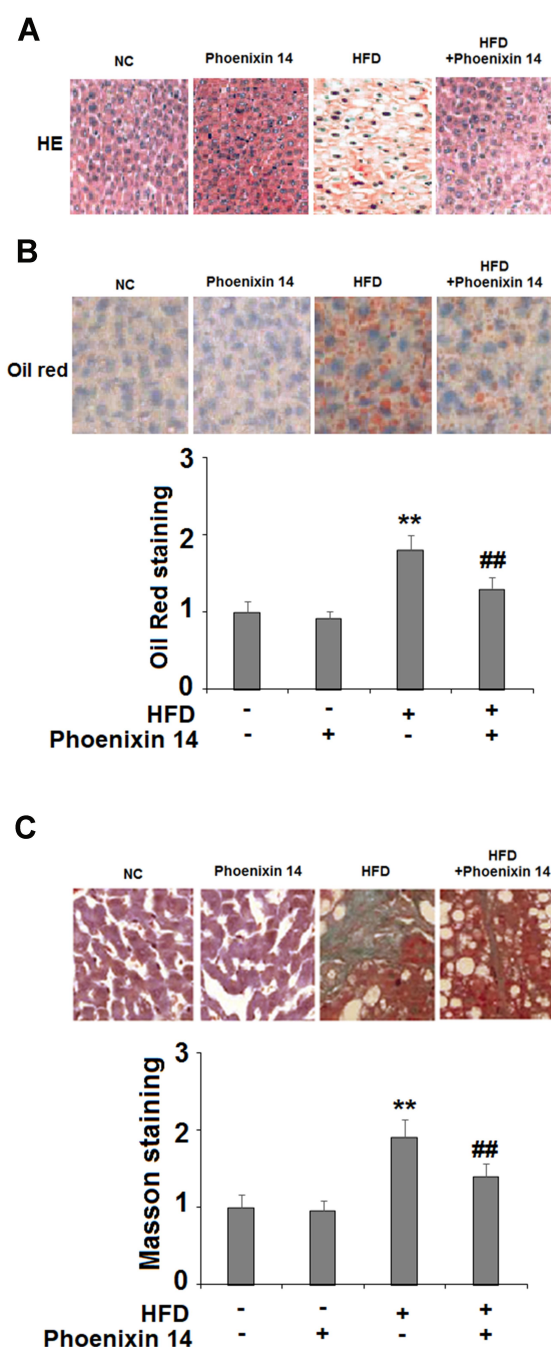 A
NC Phoenixin 14 HFD HFD +Phoenixin 14
HE
B
NC Phoenixin 14 HFD HFD +Phoenixin 14
Oil red
3
2
1
0
Oil Red staining
**
##
HFD - - + +
Phoenixin 14 - + - +
C
NC Phoenixin 14 HFD HFD +Phoenixin 14
3
2
1
0
Masson staining
**
##
HFD - - + +
Phoenixin 14 - + - +